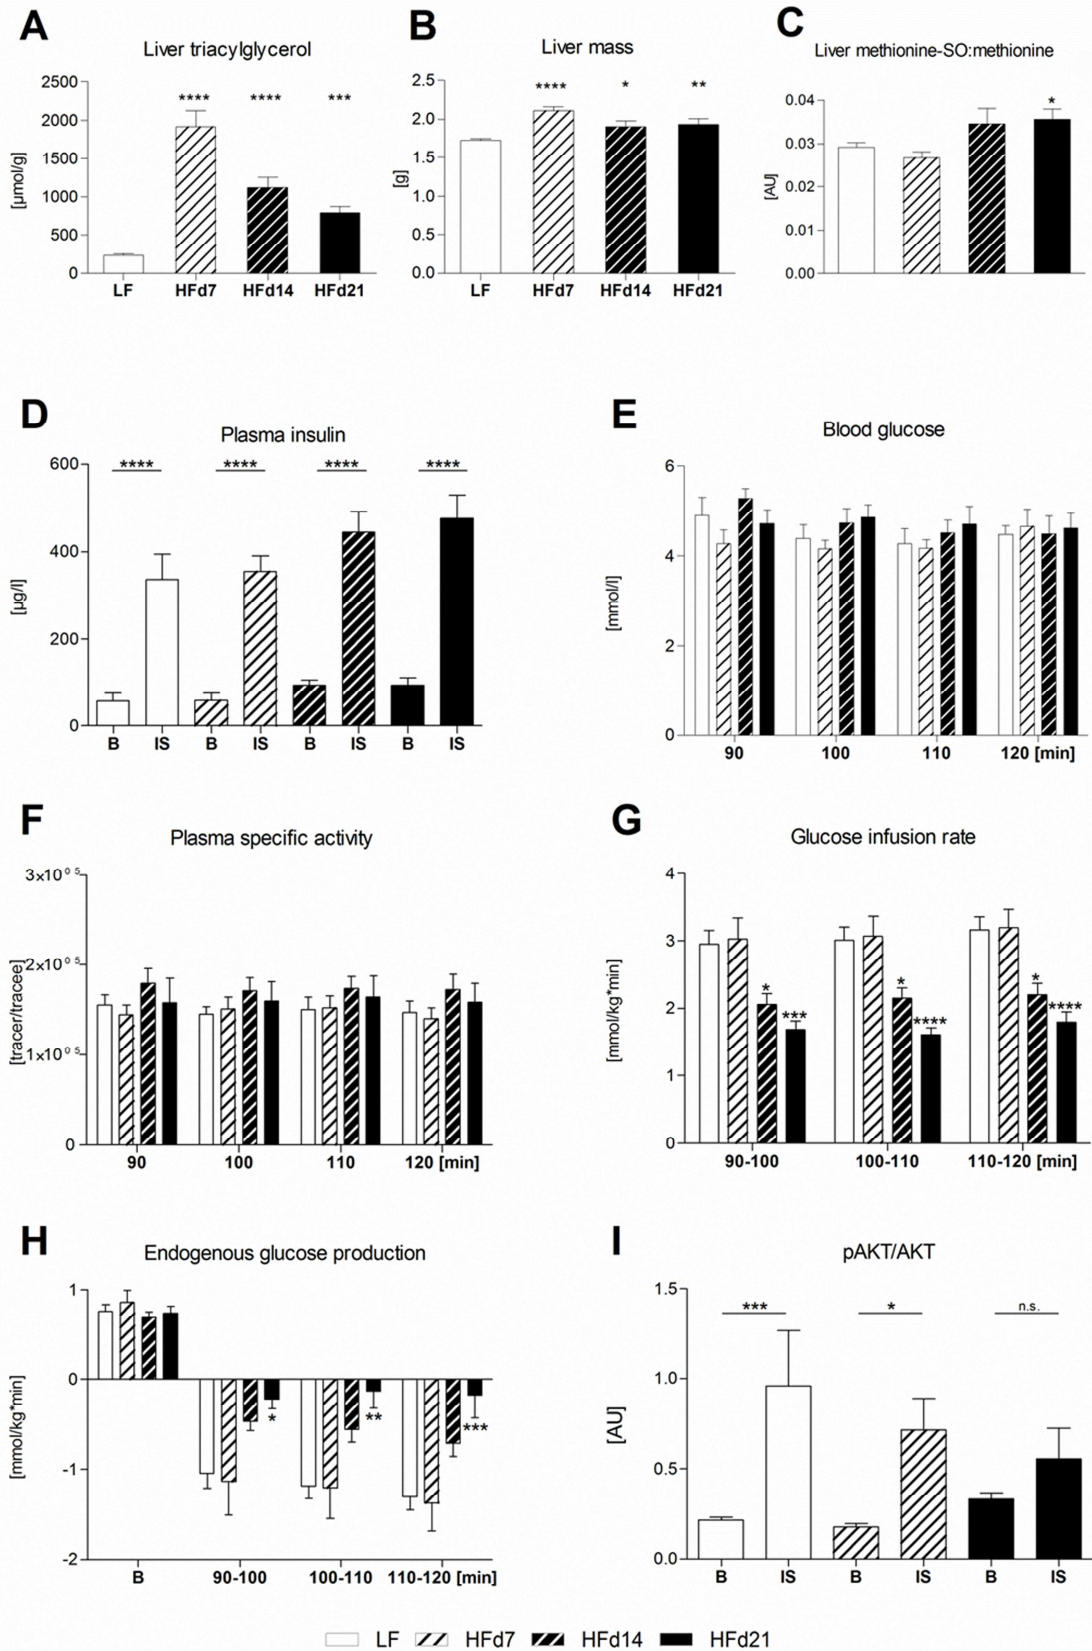 A
Liver triacylglycerol
[µmol/g]
2500
2000
1500
1000
500
0
**** **** ***
LF HFd7 HFd14 HFd21
B
Liver mass
[g]
2.5
2.0
1.5
1.0
0.5
0.0
**** * **
LF HFd7 HFd14 HFd21
C
Liver methionine-SO:methionine
[AU]
0.04
0.03
0.02
0.01
0.00
*
D
Plasma insulin
[µg/l]
600
400
200
0
**** **** **** ****
B IS B IS B IS B IS
E
Blood glucose
[mmol/l]
6
4
2
0
90 100 110 120 [min]
F
Plasma specific activity
[tracer/tracee]
3x10⁰⁵
2x10⁰⁵
1x10⁰⁵
0
90 100 110 120 [min]
G
Glucose infusion rate
[mmol/kg*min]
4
3
2
1
0
* *** * **** * ****
90-100 100-110 110-120 [min]
H
Endogenous glucose production
[mmol/kg*min]
1
0
-1
-2
* ** ***
B 90-100 100-110 110-120 [min]
I
pAKT/AKT
[AU]
1.5
1.0
0.5
0.0
*** * n.s.
B IS B IS B IS
LF HFd7 HFd14 HFd21